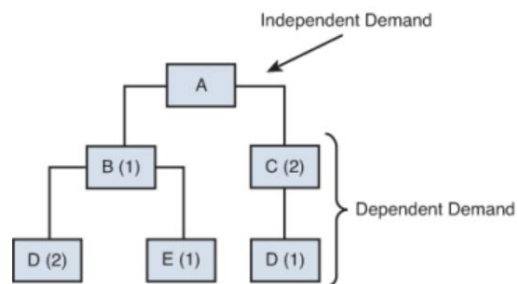 Independent Demand
A
B (1)
C (2)
Dependent Demand
D (2)
E (1)
D (1)